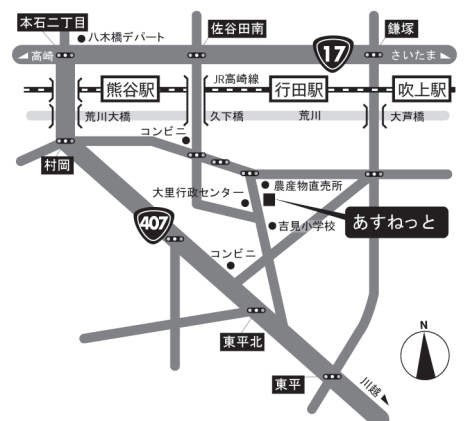 本石二丁目
八木橋デパート
佐谷田南
鎌塚
高崎
17
さいたま
熊谷駅
JR高崎線
行田駅
吹上駅
荒川大橋
久下橋
荒川
大芦橋
コンビニ
村岡
農産物直売所
大里行政センター
あすねっと
407
吉見小学校
コンビニ
東平北
東平
川越
N